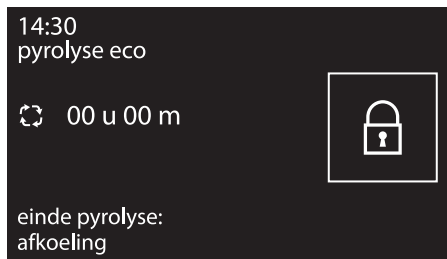 14:30
pyrolyse eco
00 u 00 m
einde pyrolyse:
afkoeling